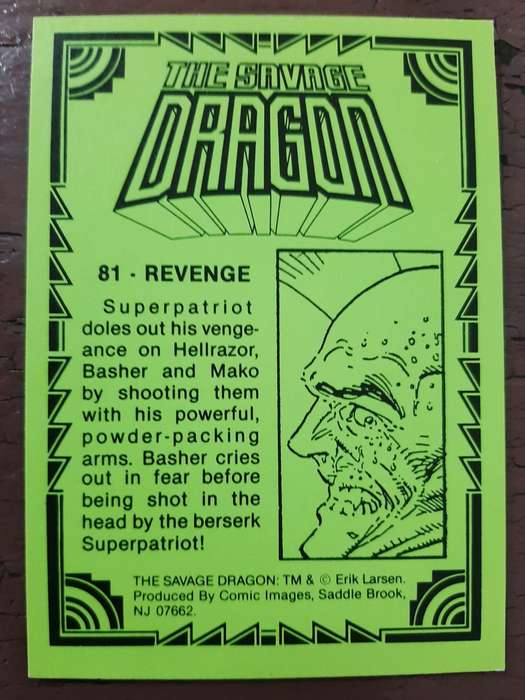 THE SAVAGE
DRAGON
81 - REVENGE
Superpatriot
doles out his venge-
ance on Hellrazor,
Basher and Mako
by shooting them
with his powerful,
powder-packing
arms. Basher cries
out in fear before
being shot in the
head by the berserk
Superpatriot!
THE SAVAGE DRAGON: TM & © Erik Larsen.
Produced By Comic Images, Saddle Brook,
NJ 07662.